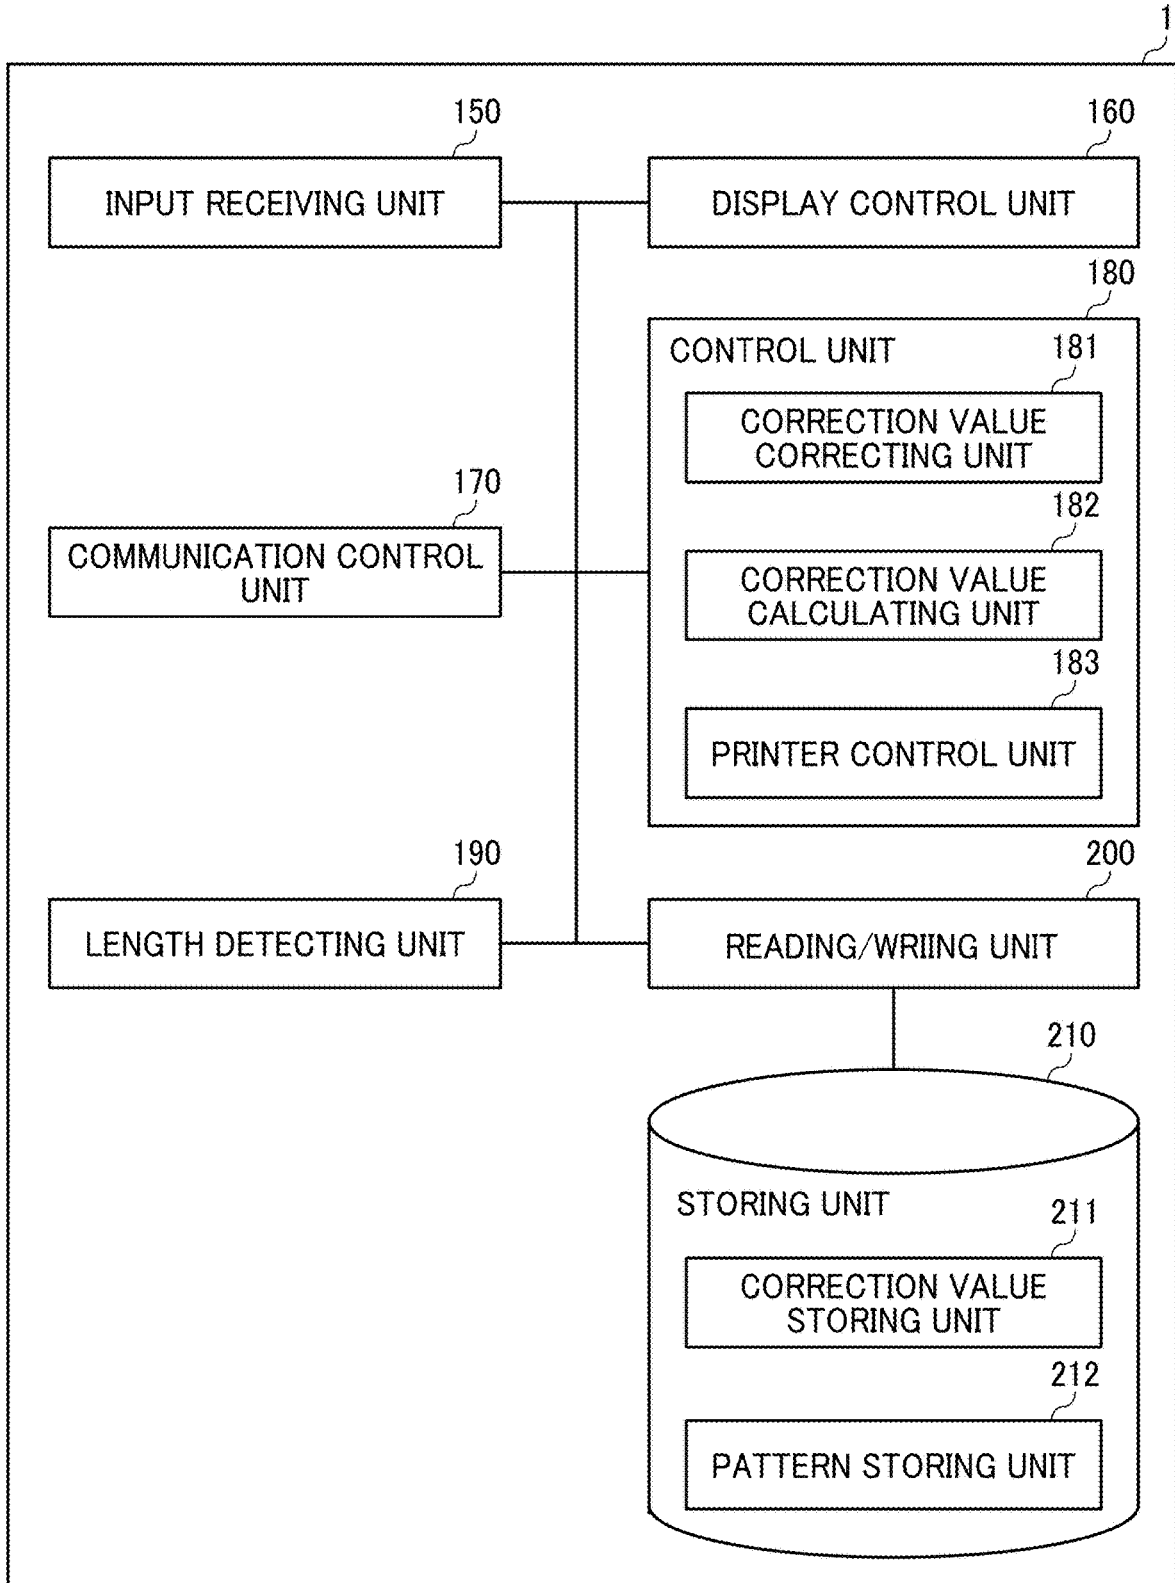 1
150
INPUT RECEIVING UNIT
160
DISPLAY CONTROL UNIT
180
CONTROL UNIT
181
CORRECTION VALUE
CORRECTING UNIT
170
COMMUNICATION CONTROL
UNIT
182
CORRECTION VALUE
CALCULATING UNIT
183
PRINTER CONTROL UNIT
190
LENGTH DETECTING UNIT
200
READING/WRIING UNIT
210
STORING UNIT
211
CORRECTION VALUE
STORING UNIT
212
PATTERN STORING UNIT